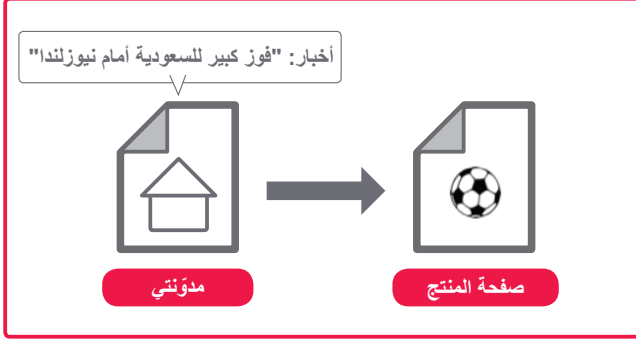 أخبار: "فوز كبير للسعودية أمام نيوزلندا"
صفحة المنتج
مدوّنتي